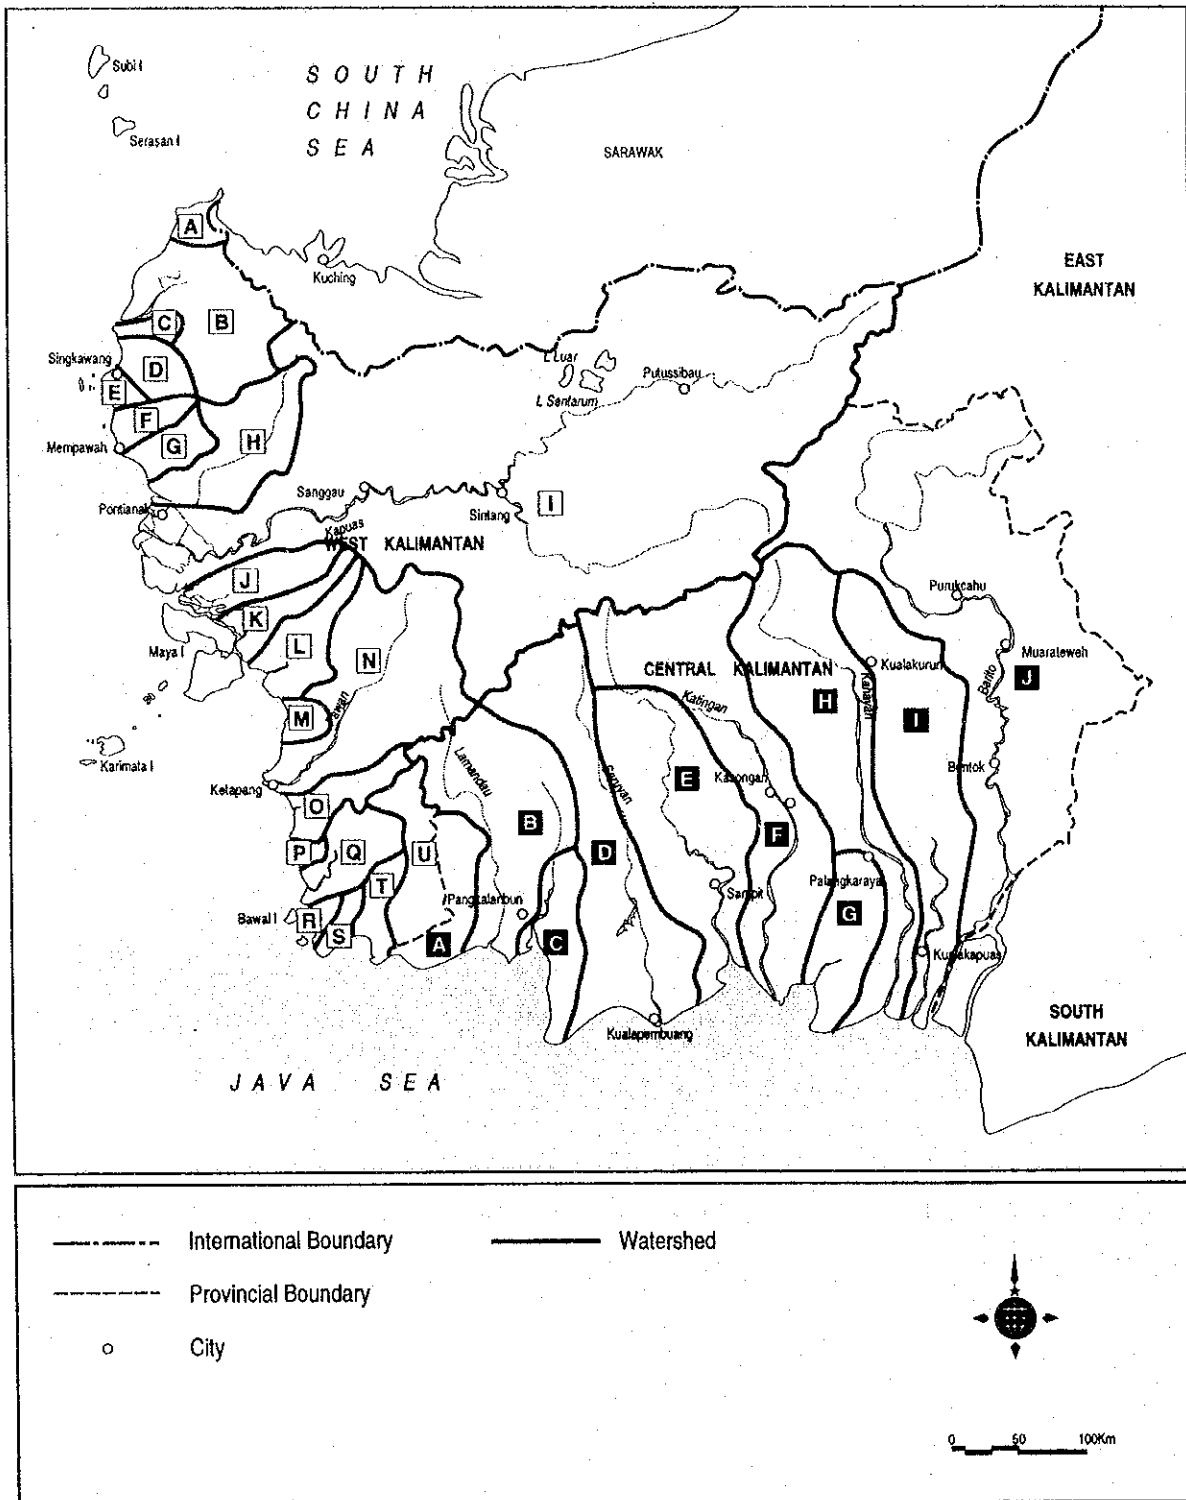 Subi I
SOUTH
CHINA
SEA
Serasan I
SARAWAK
A
Kuching
EAST
KALIMANTAN
C
B
Singkawang
D
L Luar
Putussibau
E
L Sentarum
F
Mempawah
G
H
Sanggau
Sintang
I
Pontianak
Kapuas
WEST KALIMANTAN
J
Purukcahu
K
Maya I
L
N
Muarateweh
CENTRAL KALIMANTAN
Kualakurun
J
Barito
H
Kahayan
Katingan
M
Pawan
I
Karimata I
Lamandau
Seruyan
Bentok
Ketapang
E
Kasongan
O
B
F
P
Q
U
D
T
Palangkaraya
Sampit
Pangkalanbun
Bawal I
R
S
A
C
G
Kualakapuas
Kualapembuang
SOUTH
KALIMANTAN
JAVA SEA
International Boundary
Watershed
Provincial Boundary
City
0 50 100Km